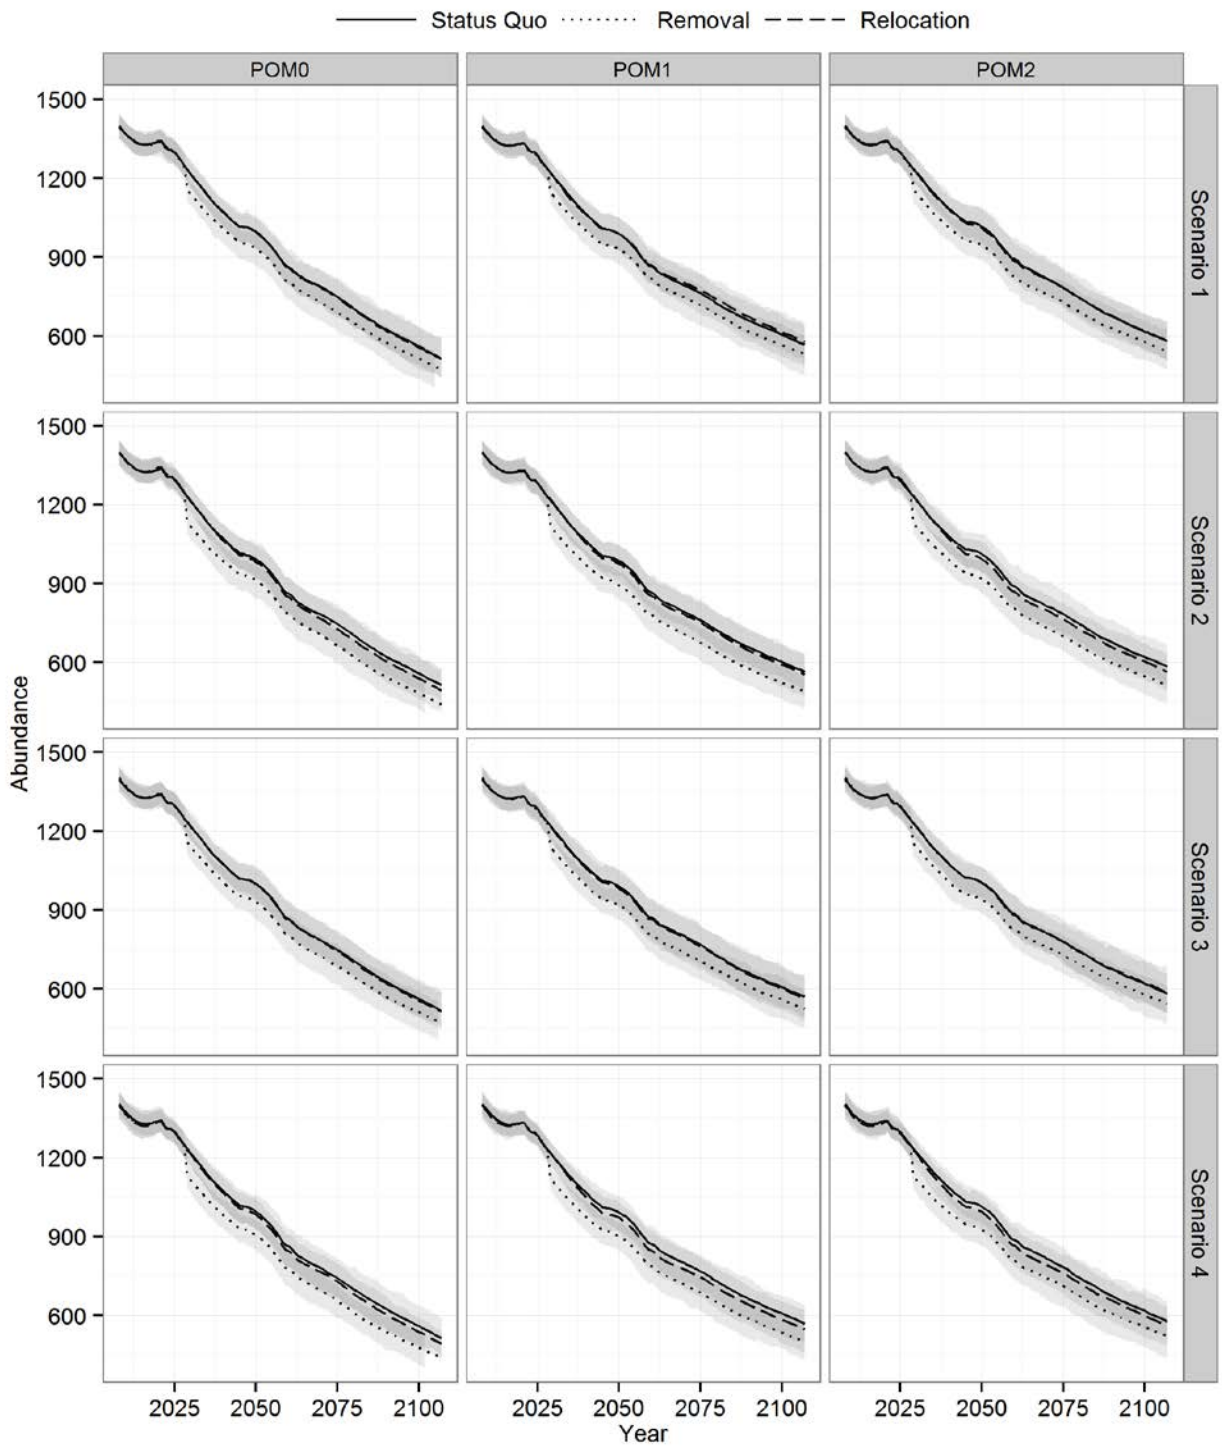 Status Quo Removal Relocation
POM0 POM1 POM2
1500
1200
900
600
Scenario 1
1500
1200
900
600
Scenario 2
1500
1200
900
600
Scenario 3
1500
1200
900
600
Scenario 4
Abundance
2025 2050 2075 2100 2025 2050 2075 2100 2025 2050 2075 2100
Year